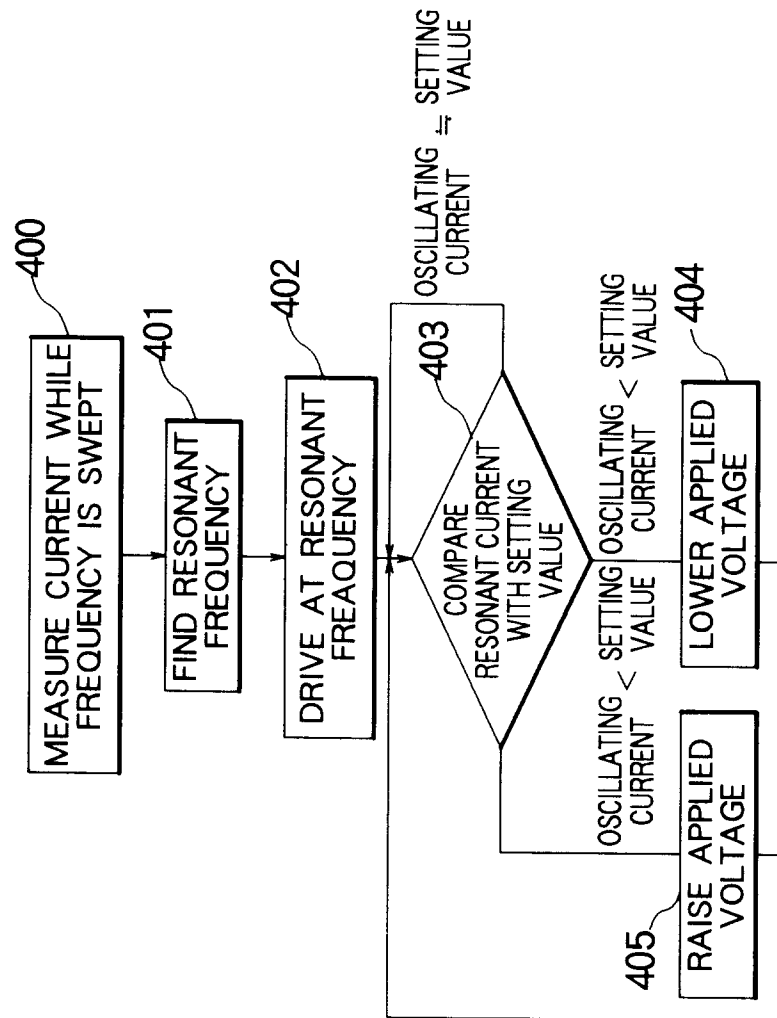 400
MEASURE CURRENT WHILE
FREQUENCY IS SWEPT
401
FIND RESONANT
FREQUENCY
402
DRIVE AT RESONANT
FREAQUENCY
403
COMPARE
RESONANT CURRENT
WITH SETTING
VALUE
OSCILLATING ≒ SETTING
CURRENT VALUE
OSCILLATING < SETTING
CURRENT VALUE
OSCILLATING < SETTING
CURRENT VALUE
405
RAISE APPLIED
VOLTAGE
404
LOWER APPLIED
VOLTAGE